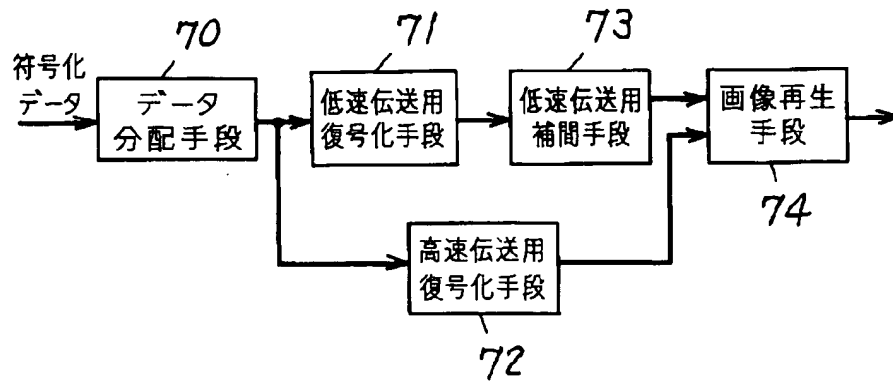 70
71
73
符号化
データ
データ
分配手段
低速伝送用
復号化手段
低速伝送用
補間手段
画像再生
手段
74
高速伝送用
復号化手段
72